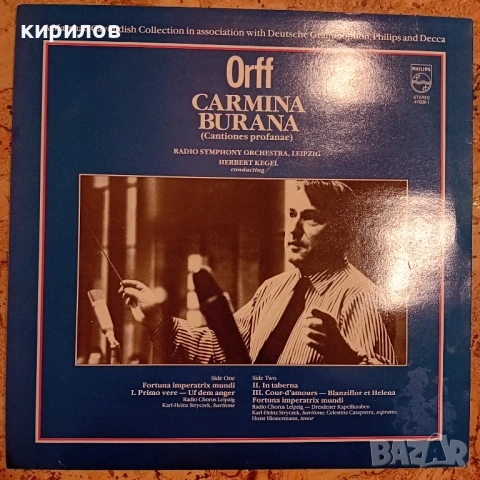 кирилов
dish Collection in association with Deutsche Grammophon, Philips and Decca
PHILIPS
STEREO
Orff
CARMINA
BURANA
(Cantiones profanae)
RADIO SYMPHONY ORCHESTRA, LEIPZIG
HERBERT KEGEL
conducting
Side One
Fortuna imperatrix mundi
I. Primo vere — Uf dem anger
Radio Chorus Leipzig
Karl-Heinz Stryczek, baritone
Side Two
II. In taberna
III. Cour-d'amours — Blanziflor et Helena
Fortuna imperatrix mundi
Radio Chorus Leipzig — Dresdener Kapellknaben
Karl-Heinz Stryczek, baritone; Celestina Casapietra, soprano,
Horst Hiestermann, tenor
BAZAR